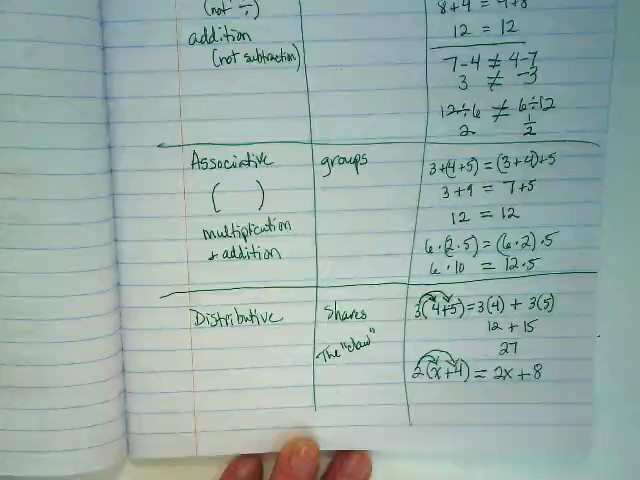 (not ÷)
8+4 = 4+8
addition
12 = 12
(not subtraction)
7-4 ≠ 4-7
3 ≠ -3
12÷6 ≠ 6÷12
2 1/2
Associative groups 3+(4+5) = (3+4)+5
( )
3+9 = 7+5
12 = 12
multiplication
+ addition
6·(2·5) = (6·2)·5
6·10 = 12·5
Distributive shares 3(4+5) = 3(4) + 3(5)
12 + 15
The "claw"
27
2(x+4) = 2x + 8